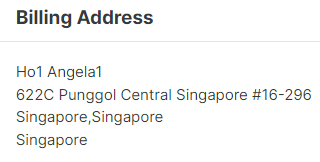 Billing Address
Ho1 Angela1
622C Punggol Central Singapore #16-296
Singapore,Singapore
Singapore